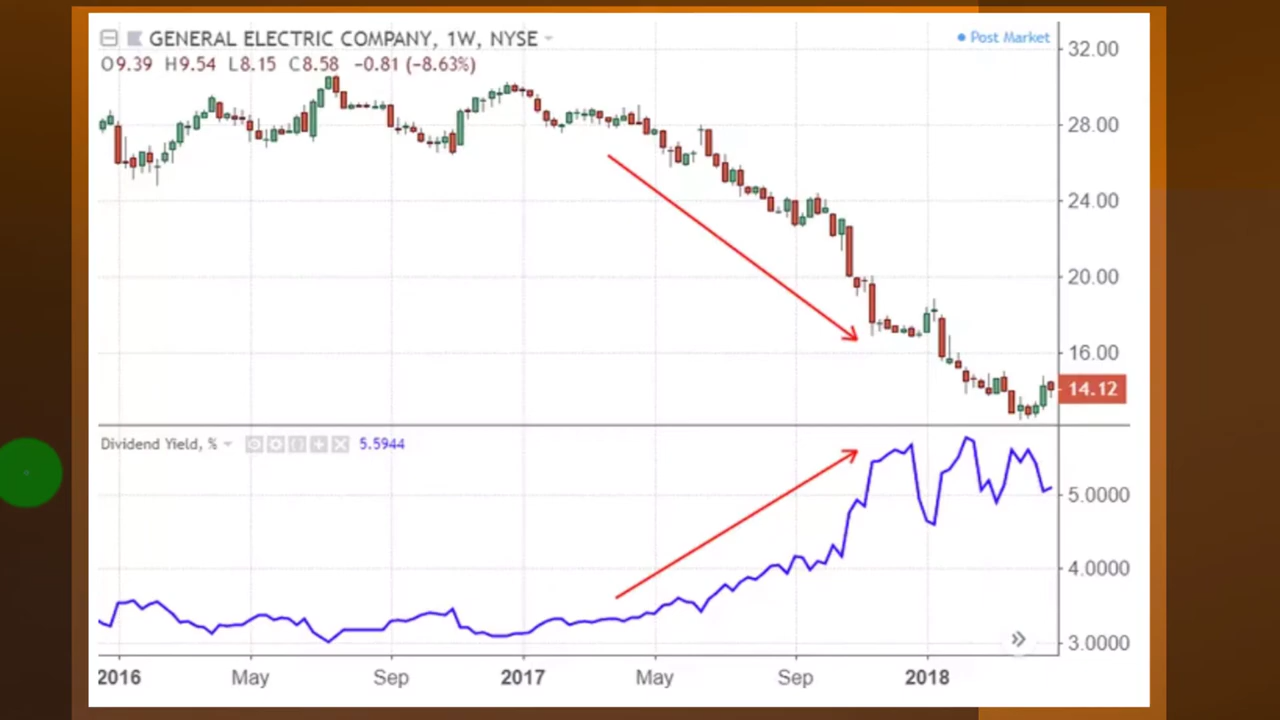 GENERAL ELECTRIC COMPANY, 1W, NYSE
Post Market
O9.39 H9.54 L8.15 C8.58 −0.81 (−8.63%)
32.00
28.00
24.00
20.00
16.00
14.12
Dividend Yield, % 5.5944
5.0000
4.0000
3.0000
2016 May Sep 2017 May Sep 2018